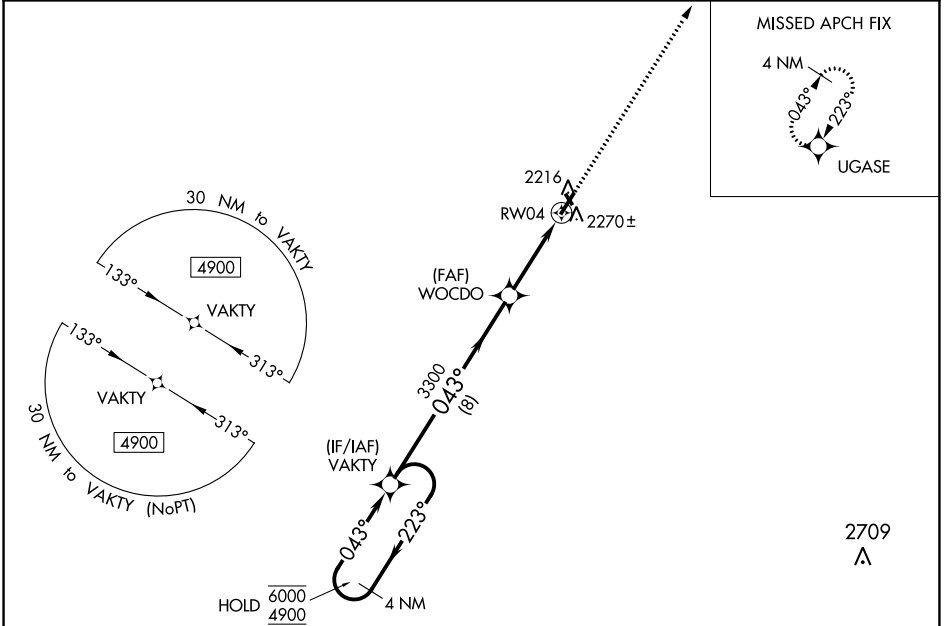 MISSED APCH FIX
4 NM
043°
223°
UGASE
2216
RW04
2270±
30 NM to VAKTY
4900
133°
VAKTY
313°
133°
VAKTY
313°
4900
30 NM to VAKTY (NoPT)
(FAF)
WOCDO
3300
043°
(8)
(IF/IAF)
VAKTY
043°
223°
HOLD
6000
4900
4 NM
2709